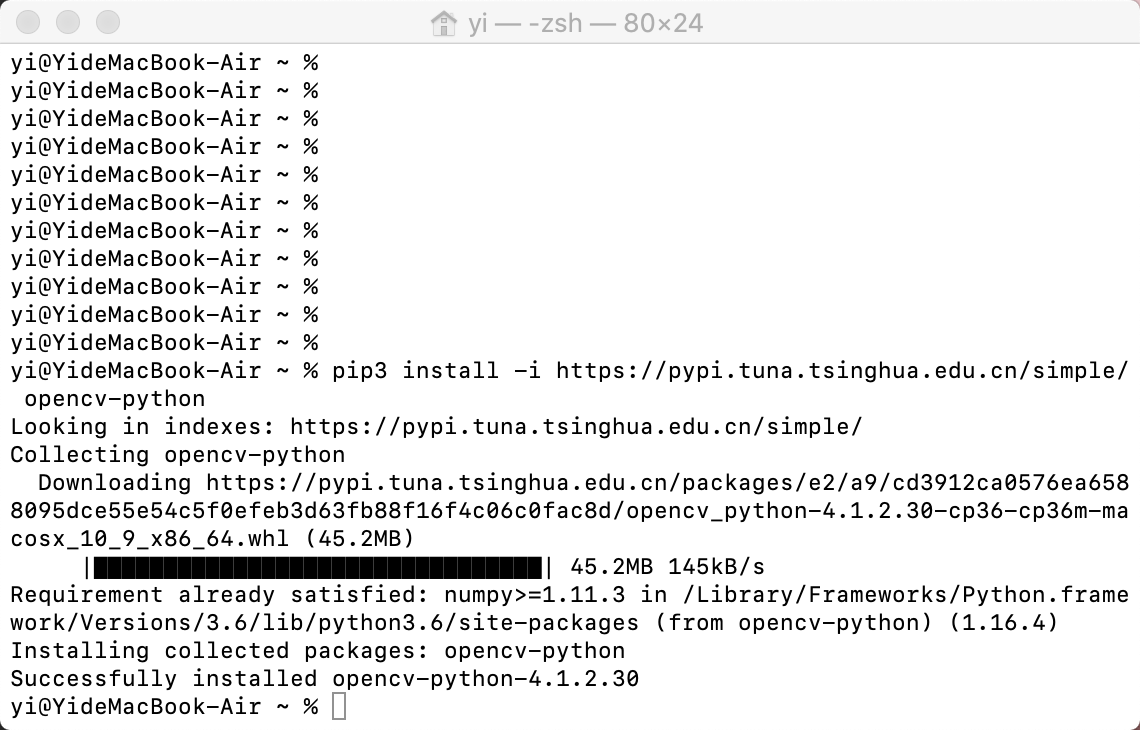 yi — -zsh — 80×24
yi@YideMacBook-Air ~ %
yi@YideMacBook-Air ~ %
yi@YideMacBook-Air ~ %
yi@YideMacBook-Air ~ %
yi@YideMacBook-Air ~ %
yi@YideMacBook-Air ~ %
yi@YideMacBook-Air ~ %
yi@YideMacBook-Air ~ %
yi@YideMacBook-Air ~ %
yi@YideMacBook-Air ~ %
yi@YideMacBook-Air ~ %
yi@YideMacBook-Air ~ % pip3 install -i https://pypi.tuna.tsinghua.edu.cn/simple/
 opencv-python
Looking in indexes: https://pypi.tuna.tsinghua.edu.cn/simple/
Collecting opencv-python
  Downloading https://pypi.tuna.tsinghua.edu.cn/packages/e2/a9/cd3912ca0576ea658
8095dce55e54c5f0efeb3d63fb88f16f4c06c0fac8d/opencv_python-4.1.2.30-cp36-cp36m-ma
cosx_10_9_x86_64.whl (45.2MB)
     |████████████████████████████████| 45.2MB 145kB/s
Requirement already satisfied: numpy>=1.11.3 in /Library/Frameworks/Python.frame
work/Versions/3.6/lib/python3.6/site-packages (from opencv-python) (1.16.4)
Installing collected packages: opencv-python
Successfully installed opencv-python-4.1.2.30
yi@YideMacBook-Air ~ %